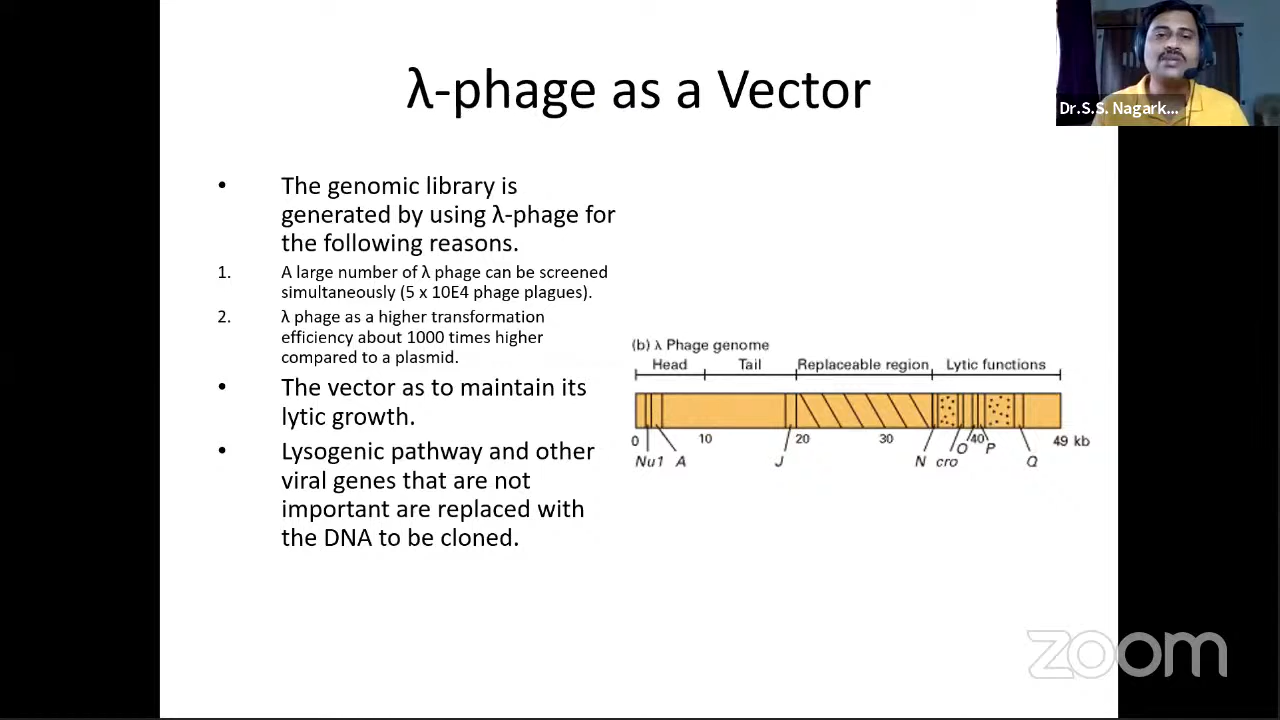 λ-phage as a Vector
Dr.S.S. Nagark...
• The genomic library is
generated by using λ-phage for
the following reasons.
1. A large number of λ phage can be screened
simultaneously (5 x 10E4 phage plagues).
2. λ phage as a higher transformation
efficiency about 1000 times higher
compared to a plasmid.
• The vector as to maintain its
lytic growth.
• Lysogenic pathway and other
viral genes that are not
important are replaced with
the DNA to be cloned.
(b) λ Phage genome
Head Tail Replaceable region Lytic functions
0 10 20 30 40 49 kb
Nu1 A J N cro O P Q
zoom